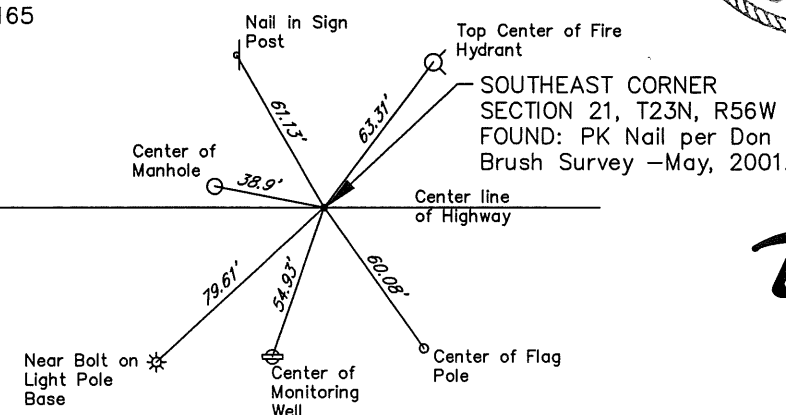 165
Nail in Sign
Post
Top Center of Fire
Hydrant
SOUTHEAST CORNER
SECTION 21, T23N, R56W
FOUND: PK Nail per Don
Brush Survey –May, 2001.
61.13'
63.31'
Center of
Manhole
38.9'
Center line
of Highway
79.61'
54.93'
60.08'
Near Bolt on
Light Pole
Base
Center of
Monitoring
Well
Center of Flag
Pole